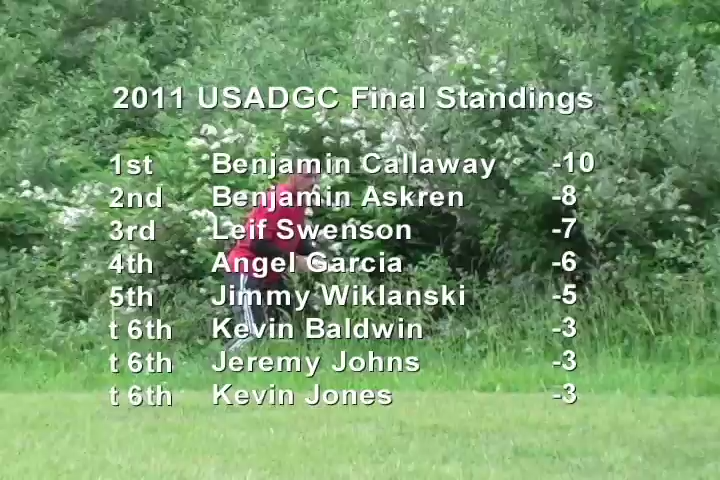 2011 USADGC Final Standings
1st Benjamin Callaway -10
2nd Benjamin Askren -8
3rd Leif Swenson -7
4th Angel Garcia -6
5th Jimmy Wiklanski -5
t 6th Kevin Baldwin -3
t 6th Jeremy Johns -3
t 6th Kevin Jones -3